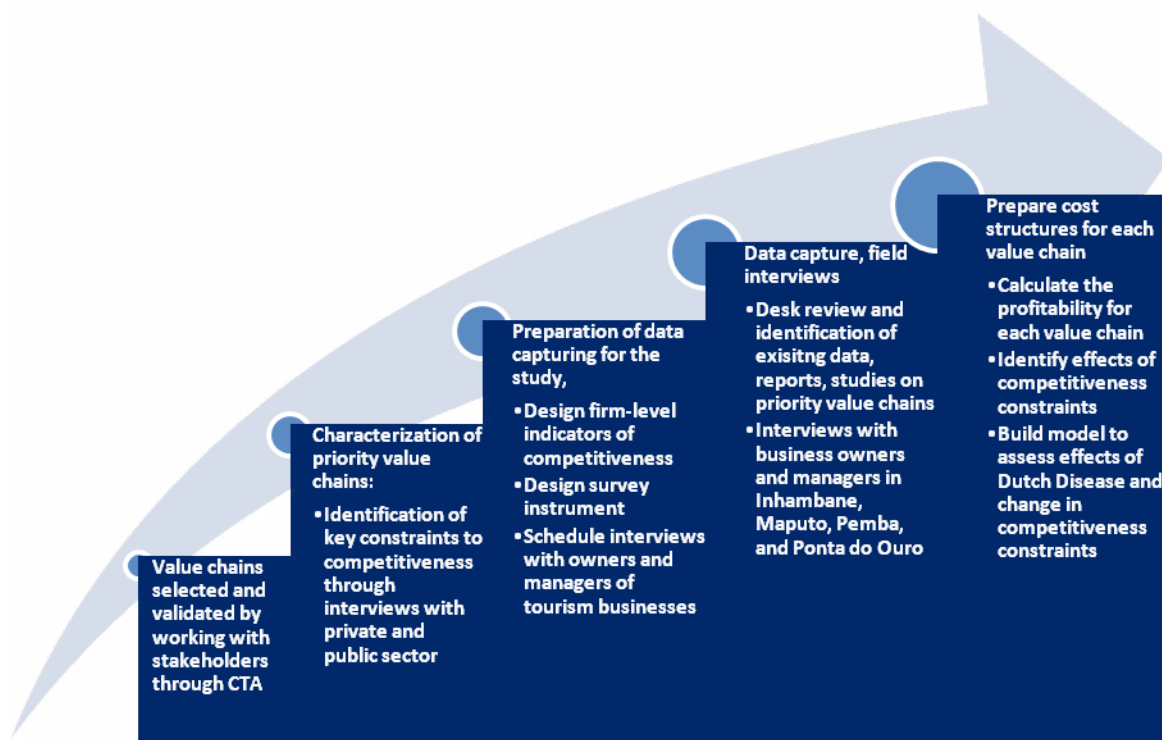 Value chains
selected and
validated by
working with
stakeholders
through CTA
Characterization of
priority value
chains:
•Identification of
key constraints to
competitiveness
through
interviews with
private and
public sector
Preparation of data
capturing for the
study,
•Design firm-level
indicators of
competitiveness
•Design survey
instrument
•Schedule interviews
with owners and
managers of
tourism businesses
Data capture, field
interviews
•Desk review and
identification of
exisitng data,
reports, studies on
priority value chains
•Interviews with
business owners
and managers in
Inhambane,
Maputo, Pemba,
and Ponta do Ouro
Prepare cost
structures for each
value chain
•Calculate the
profitability for
each value chain
•Identify effects of
competitiveness
constraints
•Build model to
assess effects of
Dutch Disease and
change in
competitiveness
constraints